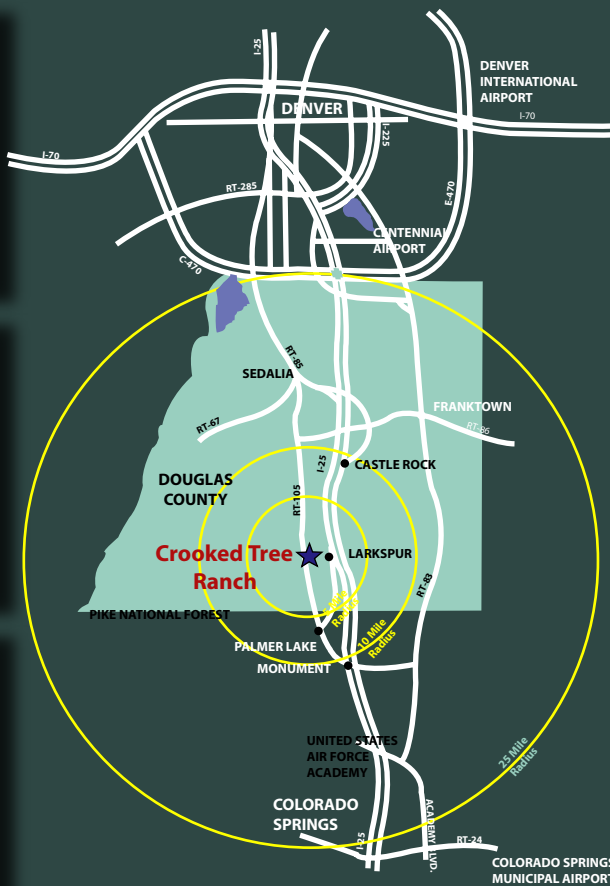 I-25
DENVER
INTERNATIONAL
AIRPORT
DENVER
I-70
I-225
I-70
RT-285
E-470
CENTENNIAL
AIRPORT
C-470
RT-85
SEDALIA
FRANKTOWN
RT-67
RT-86
I-25
CASTLE ROCK
DOUGLAS
COUNTY
RT-105
Crooked Tree
Ranch
LARKSPUR
RT-83
PIKE NATIONAL FOREST
5 Mile
Radius
10 Mile
Radius
PALMER LAKE
MONUMENT
UNITED STATES
AIR FORCE
ACADEMY
25 Mile
Radius
COLORADO
SPRINGS
ACADEMY BLVD.
I-25
RT-24
COLORADO SPRINGS
MUNICIPAL AIRPORT